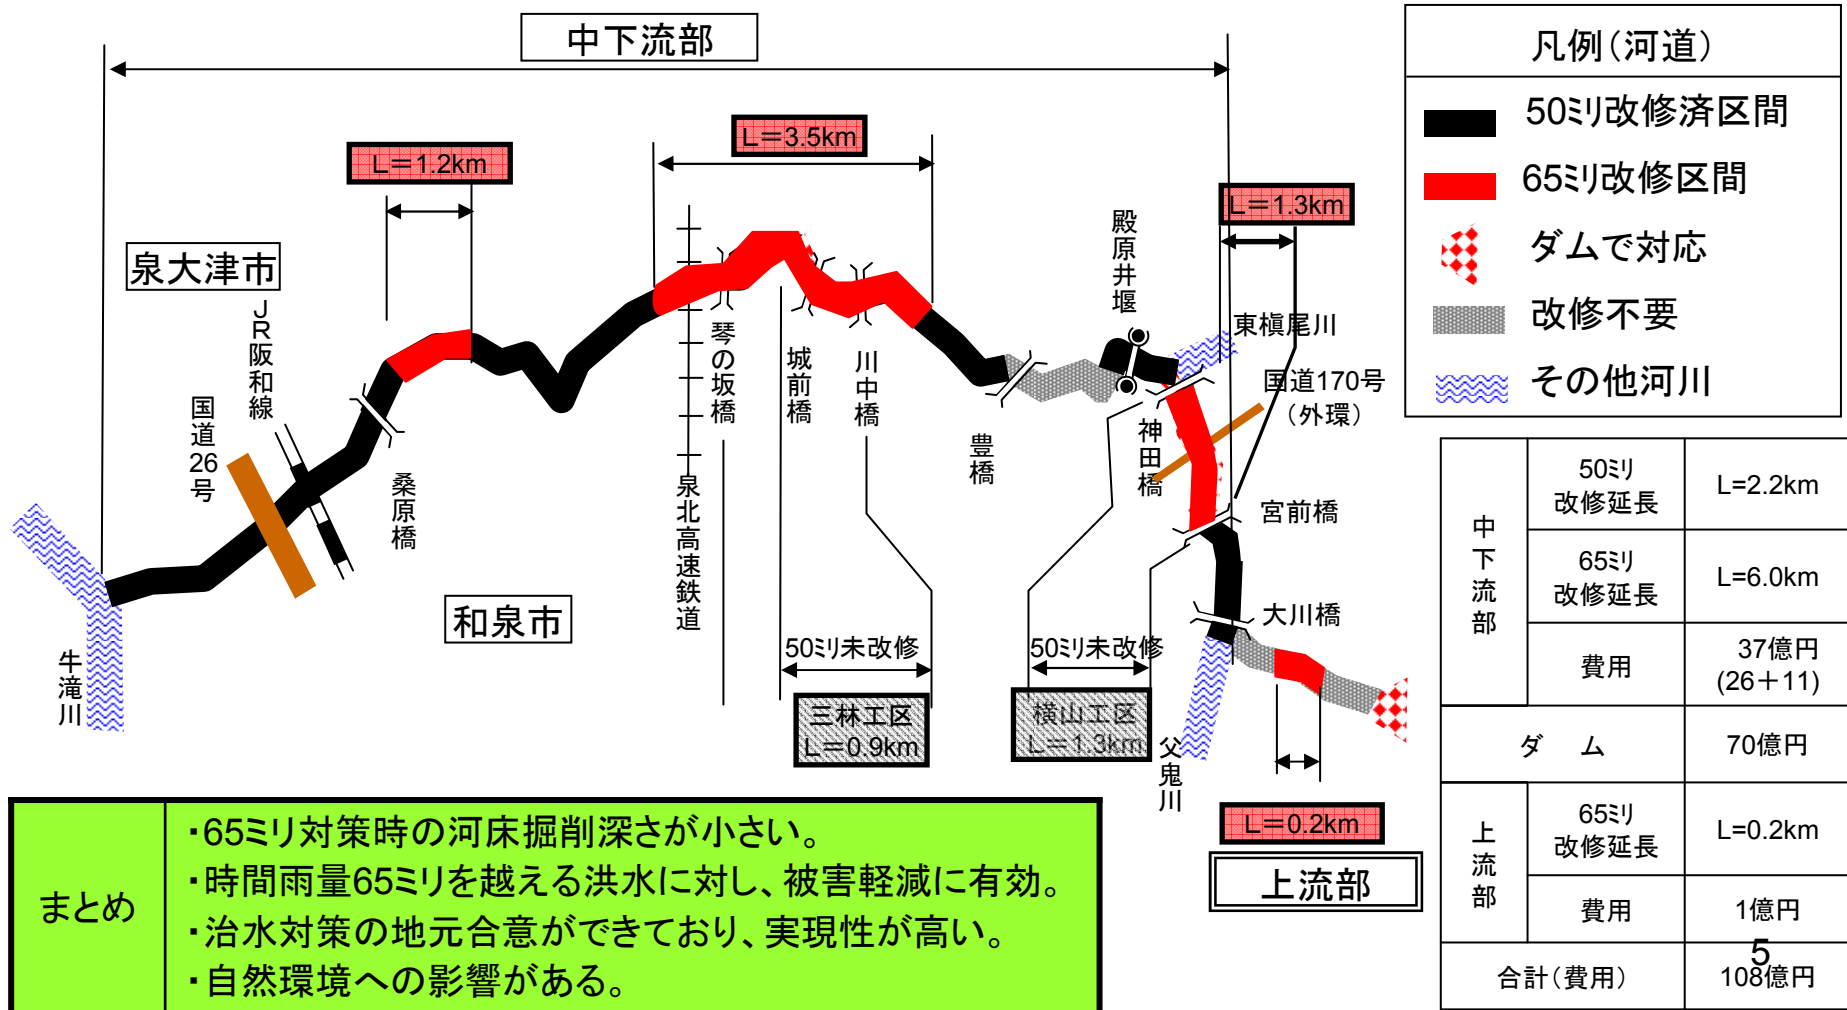 中下流部
L=1.2km
L=3.5km
L=1.3km
泉大津市
JR阪和線
国道26号
桑原橋
牛滝川
和泉市
泉北高速鉄道
琴の坂橋
城前橋
川中橋
豊橋
殿原井堰
東槇尾川
国道170号
(外環)
神田橋
宮前橋
大川橋
父鬼川
50ミリ未改修
三林工区
L=0.9km
50ミリ未改修
横山工区
L=1.3km
L=0.2km
上流部
凡例(河道)
50ミリ改修済区間
65ミリ改修区間
ダムで対応
改修不要
その他河川
中下流部
50ミリ
改修延長
L=2.2km
65ミリ
改修延長
L=6.0km
費用
37億円
(26+11)
ダム
70億円
上流部
65ミリ
改修延長
L=0.2km
費用
1億円
合計(費用)
108億円
まとめ
・65ミリ対策時の河床掘削深さが小さい。
・時間雨量65ミリを越える洪水に対し、被害軽減に有効。
・治水対策の地元合意ができており、実現性が高い。
・自然環境への影響がある。
5